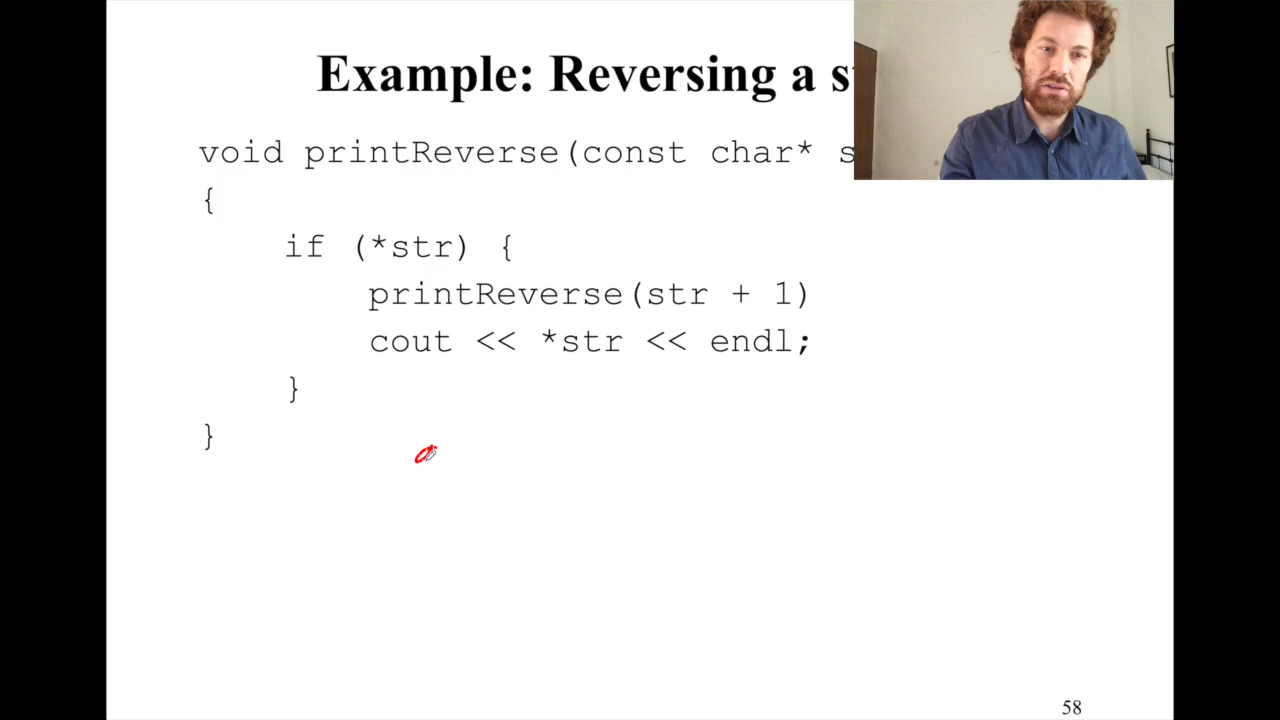 Example: Reversing a
void printReverse(const char*
{
if (*str) {
printReverse(str + 1)
cout << *str << endl;
}
}
58